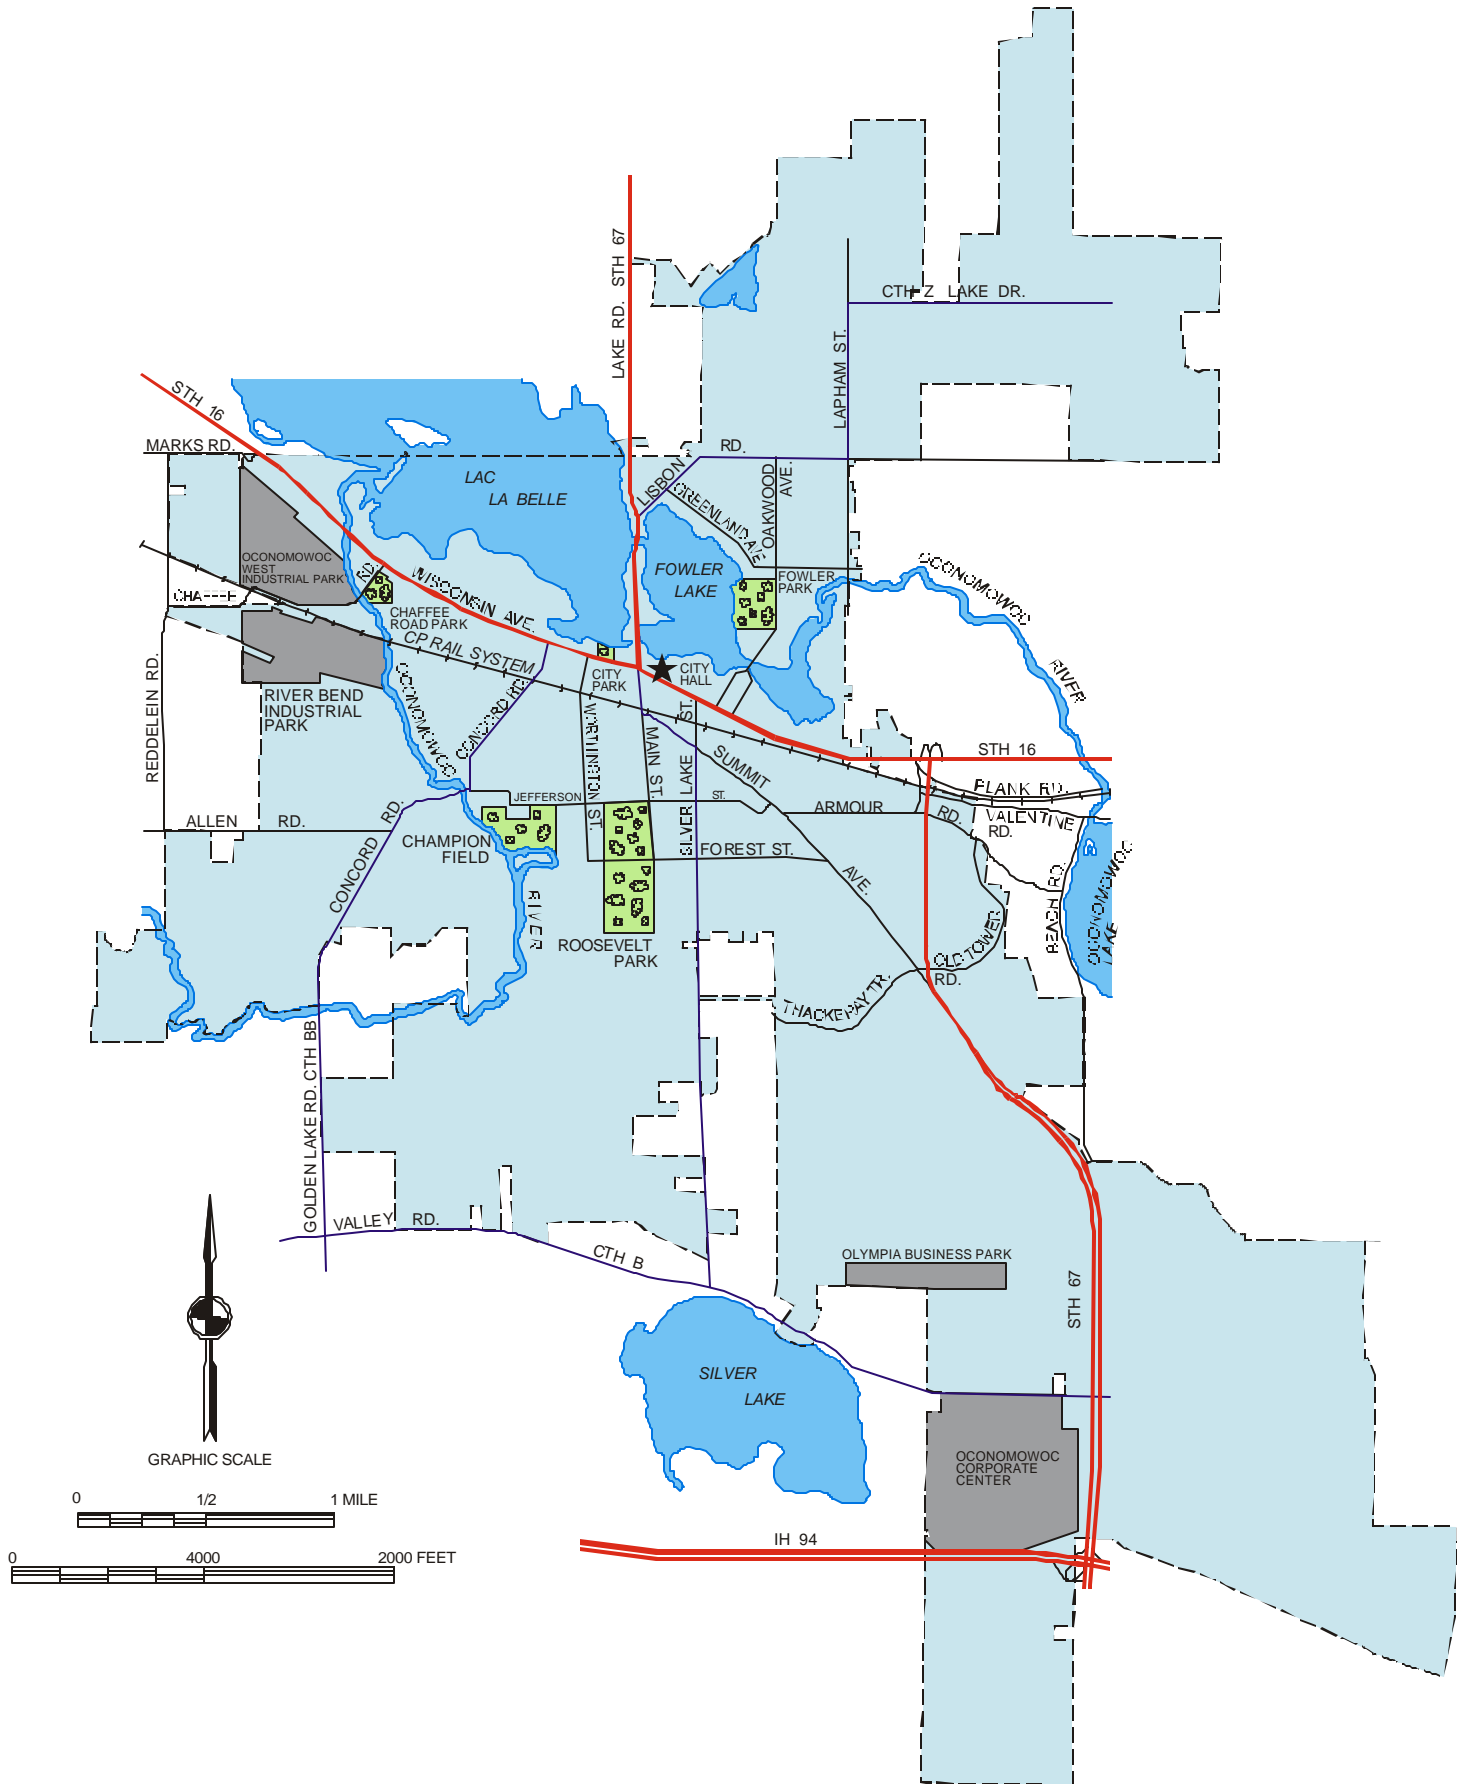 LAKE RD. STH 67
CTH Z LAKE DR.
LAPHAM ST.
STH 16
MARKS RD.
RD.
LISBON
GREENLAND AVE
OAKWOOD
AVE.
LAC
LA BELLE
OCONOMOWOC
WEST
INDUSTRIAL PARK
RD.
CHAFFEE
CHAFFEE
ROAD PARK
WISCONSIN AVE.
CP RAIL SYSTEM
FOWLER
LAKE
FOWLER
PARK
OCONOMOWOC
RIVER
CITY
PARK
CITY
HALL
RIVER BEND
INDUSTRIAL
PARK
REDDELEIN RD.
OCONOMOWOC
CONCORD RD.
WORTHINGTON ST.
MAIN ST.
SILVER LAKE ST.
SUMMIT
AVE.
STH 16
PLANK RD.
VALENTINE
RD.
JEFFERSON
ST.
ARMOUR
RD.
ALLEN RD.
CONCORD RD.
CHAMPION
FIELD
FOREST ST.
BEACH RD.
OCONOMOWOC
LAKE
RIVER
ROOSEVELT
PARK
OLD TOWER
RD.
THACKERAY TR.
GOLDEN LAKE RD. CTH BB
VALLEY RD.
CTH B
OLYMPIA BUSINESS PARK
STH 67
SILVER
LAKE
OCONOMOWOC
CORPORATE
CENTER
GRAPHIC SCALE
0 1/2 1 MILE
0 4000 2000 FEET
IH 94